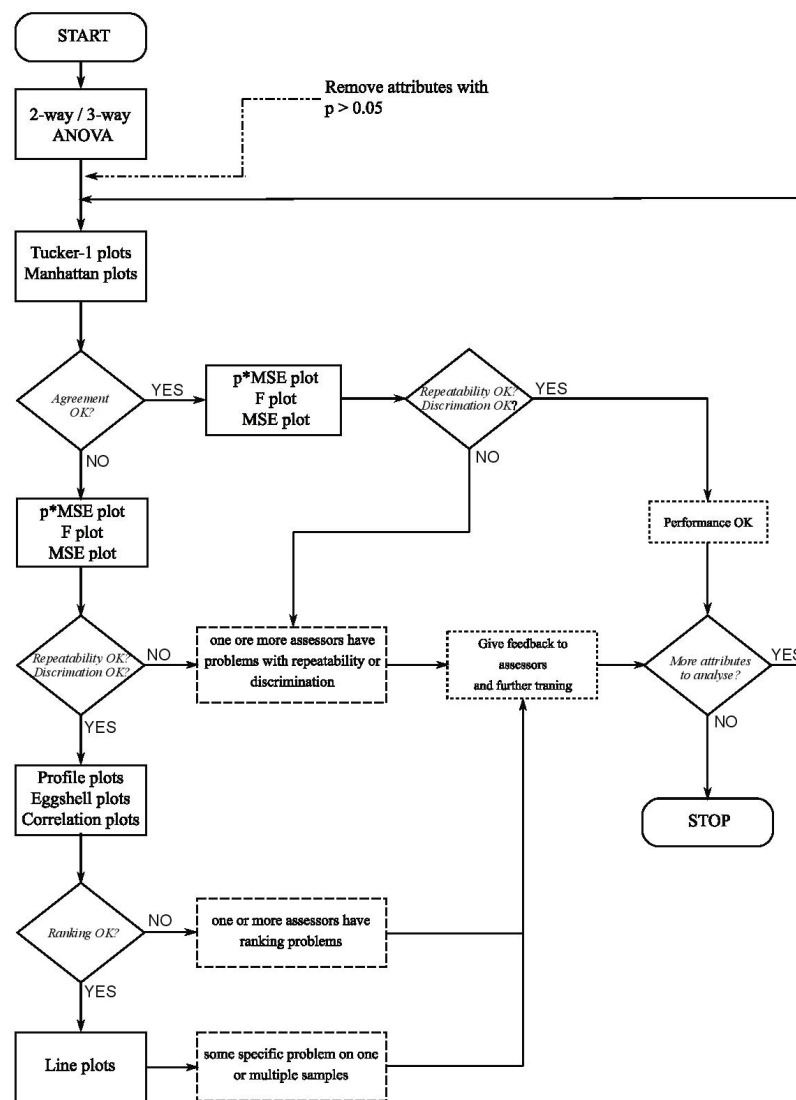 START
Remove attributes with
p > 0.05
2-way / 3-way
ANOVA
Tucker-1 plots
Manhattan plots
Agreement
OK?
YES
p*MSE plot
F plot
MSE plot
Repeatability OK?
Discrimation OK?
YES
NO
NO
p*MSE plot
F plot
MSE plot
Performance OK
Repeatability OK?
Discrimation OK?
NO
one ore more assessors have
problems with repeatability or
discrimination
Give feedback to
assessors
and further traning
More attributes
to analyse?
YES
YES
NO
Profile plots
Eggshell plots
Correlation plots
STOP
Ranking OK?
NO
one or more assessors have
ranking problems
YES
Line plots
some specific problem on one
or multiple samples